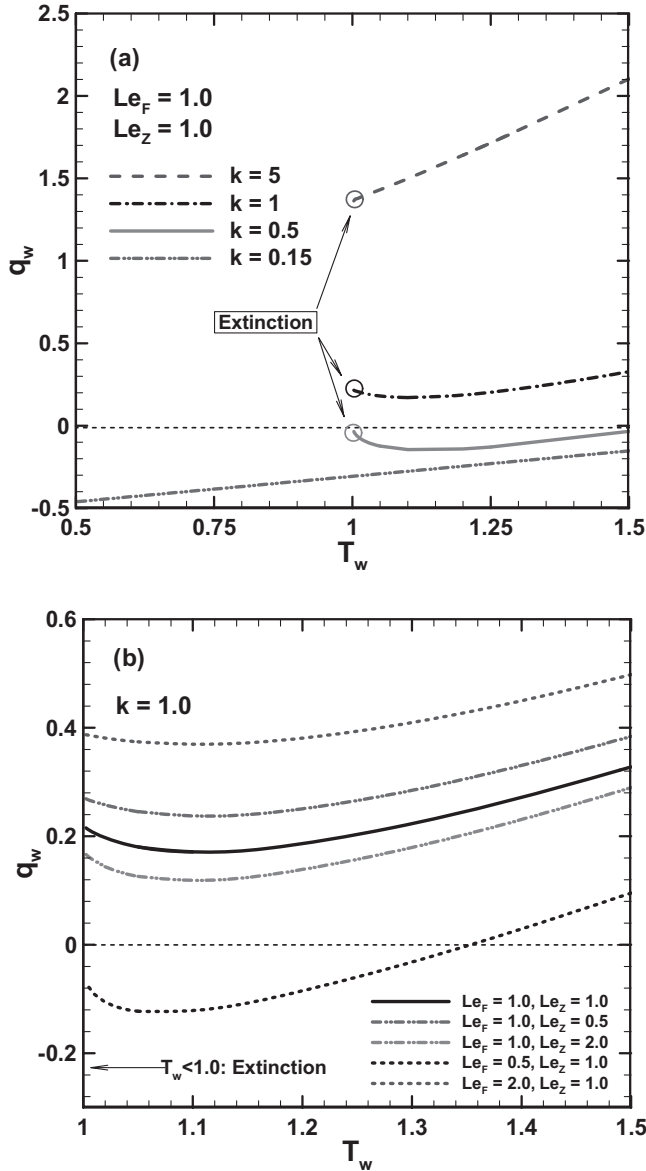 2.5
2
1.5
1
0.5
0
-0.5
q_w
(a)
Le_F = 1.0
Le_Z = 1.0
k = 5
k = 1
k = 0.5
k = 0.15
Extinction
0.5 0.75 1 1.25 1.5
T_w
0.6
0.4
0.2
0
-0.2
q_w
(b)
k = 1.0
Le_F = 1.0, Le_Z = 1.0
Le_F = 1.0, Le_Z = 0.5
Le_F = 1.0, Le_Z = 2.0
Le_F = 0.5, Le_Z = 1.0
Le_F = 2.0, Le_Z = 1.0
T_w<1.0: Extinction
1 1.1 1.2 1.3 1.4 1.5
T_w